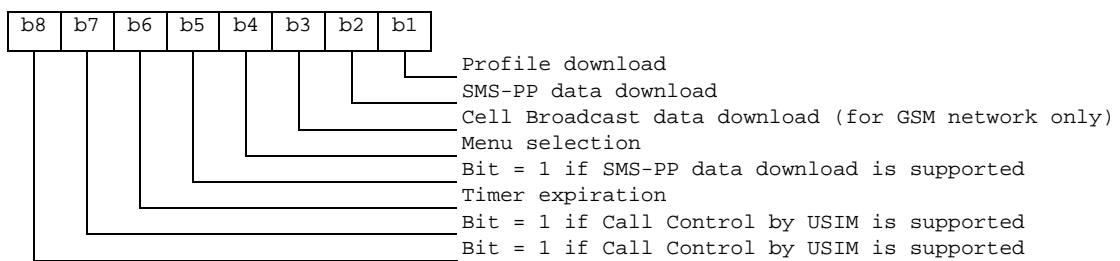 b8 b7 b6 b5 b4 b3 b2 b1
Profile download
SMS-PP data download
Cell Broadcast data download (for GSM network only)
Menu selection
Bit = 1 if SMS-PP data download is supported
Timer expiration
Bit = 1 if Call Control by USIM is supported
Bit = 1 if Call Control by USIM is supported